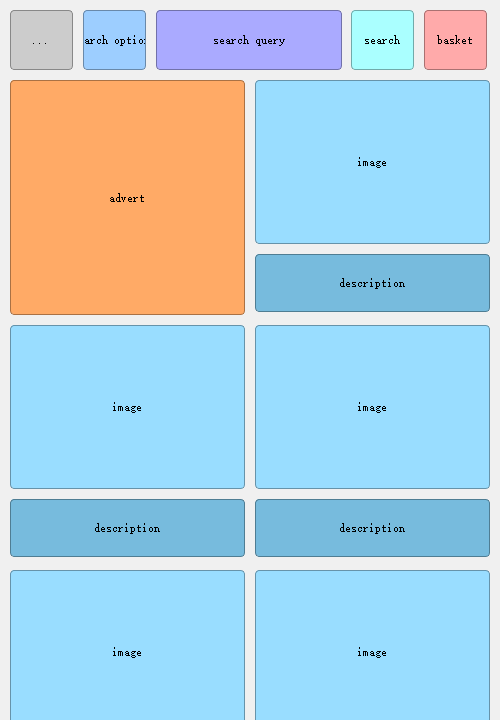 ...
arch optio
search query
search
basket
advert
image
description
image
image
description
description
image
image